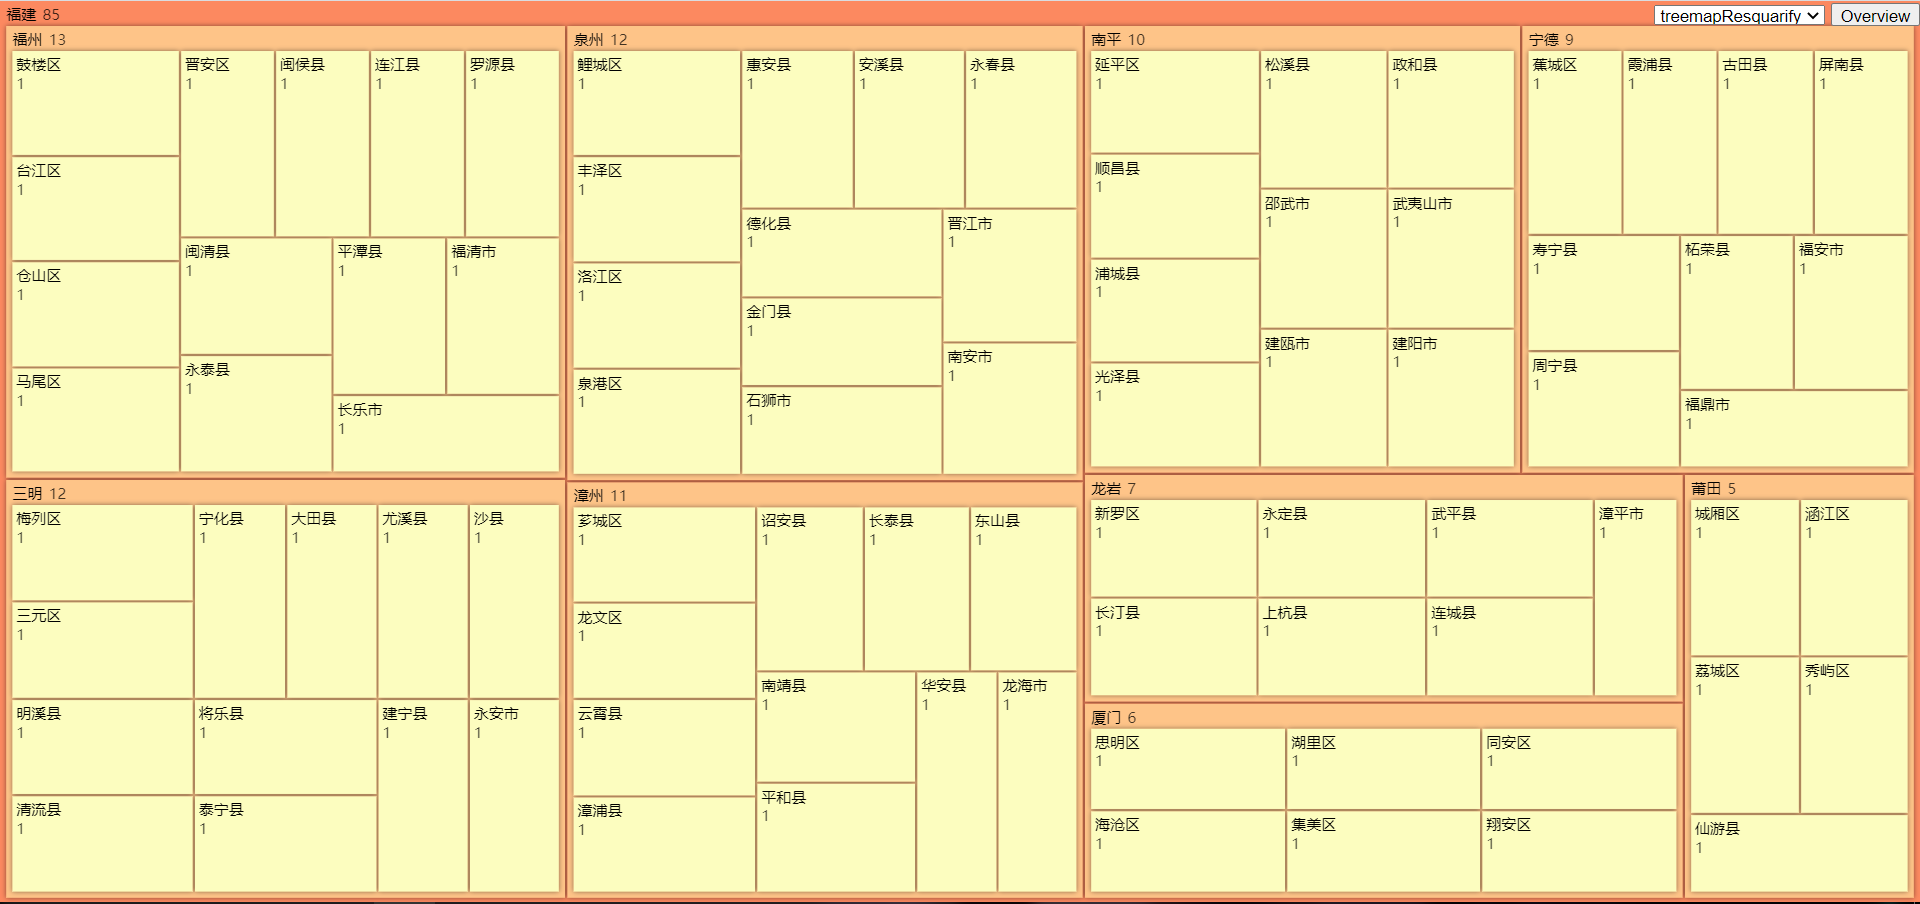 福建 85
treemapResquarify
Overview
福州 13
鼓楼区
1
台江区
1
仓山区
1
马尾区
1
晋安区
1
闽侯县
1
连江县
1
罗源县
1
闽清县
1
永泰县
1
平潭县
1
福清市
1
长乐市
1
泉州 12
鲤城区
1
丰泽区
1
洛江区
1
泉港区
1
惠安县
1
安溪县
1
永春县
1
德化县
1
金门县
1
石狮市
1
晋江市
1
南安市
1
南平 10
延平区
1
顺昌县
1
浦城县
1
光泽县
1
松溪县
1
政和县
1
邵武市
1
武夷山市
1
建瓯市
1
建阳市
1
宁德 9
蕉城区
1
霞浦县
1
古田县
1
屏南县
1
寿宁县
1
周宁县
1
柘荣县
1
福安市
1
福鼎市
1
三明 12
梅列区
1
三元区
1
明溪县
1
清流县
1
宁化县
1
大田县
1
尤溪县
1
沙县
1
将乐县
1
泰宁县
1
建宁县
1
永安市
1
漳州 11
芗城区
1
龙文区
1
云霄县
1
漳浦县
1
诏安县
1
长泰县
1
东山县
1
南靖县
1
平和县
1
华安县
1
龙海市
1
龙岩 7
新罗区
1
长汀县
1
永定县
1
上杭县
1
武平县
1
连城县
1
漳平市
1
厦门 6
思明区
1
海沧区
1
湖里区
1
集美区
1
同安区
1
翔安区
1
莆田 5
城厢区
1
涵江区
1
荔城区
1
秀屿区
1
仙游县
1